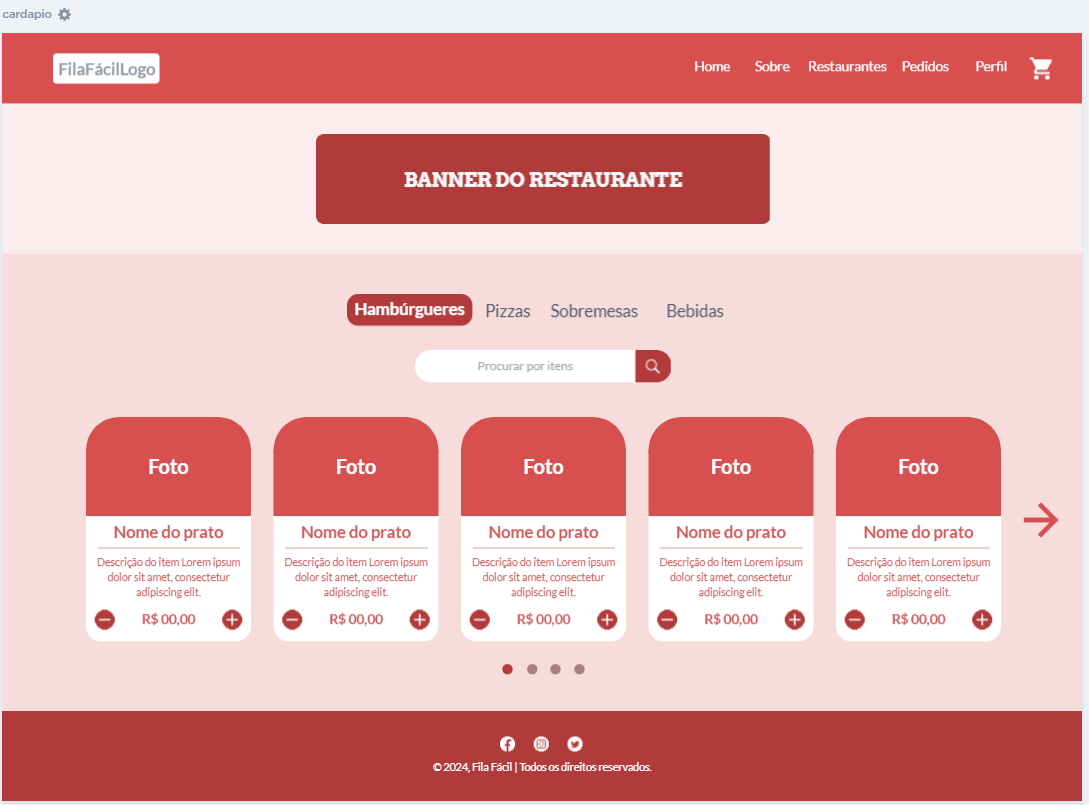 cardapio
FilaFácilLogo
Home Sobre Restaurantes Pedidos Perfil
BANNER DO RESTAURANTE
Hambúrgueres Pizzas Sobremesas Bebidas
Procurar por itens
Foto Foto Foto Foto Foto
Nome do prato Nome do prato Nome do prato Nome do prato Nome do prato
Descrição do item Lorem ipsum Descrição do item Lorem ipsum Descrição do item Lorem ipsum Descrição do item Lorem ipsum Descrição do item Lorem ipsum
dolor sit amet, consectetur dolor sit amet, consectetur dolor sit amet, consectetur dolor sit amet, consectetur dolor sit amet, consectetur
adipiscing elit. adipiscing elit. adipiscing elit. adipiscing elit. adipiscing elit.
R$ 00,00 R$ 00,00 R$ 00,00 R$ 00,00 R$ 00,00
© 2024, Fila Fácil | Todos os direitos reservados.